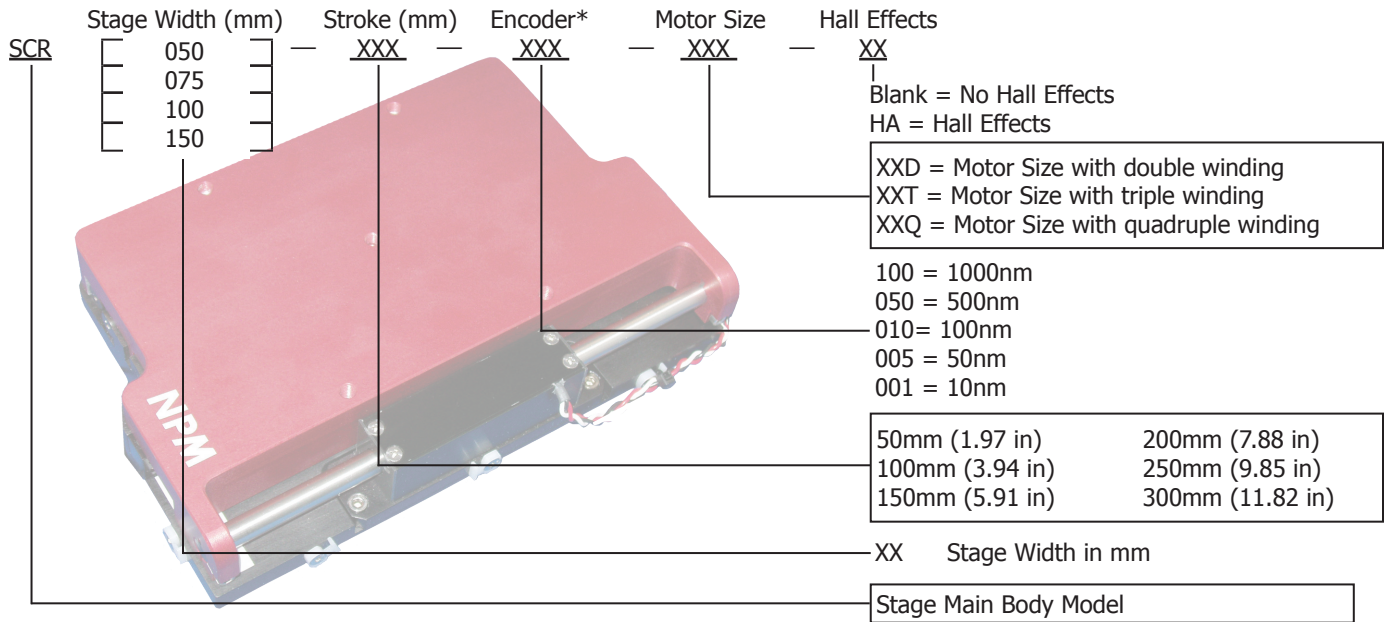 Stage Width (mm) Stroke (mm) Encoder* Motor Size Hall Effects
SCR 050 — XXX — XXX — XXX — XX
075
100
150
Blank = No Hall Effects
HA = Hall Effects
XXD = Motor Size with double winding
XXT = Motor Size with triple winding
XXQ = Motor Size with quadruple winding
100 = 1000nm
050 = 500nm
010= 100nm
005 = 50nm
001 = 10nm
NPM
50mm (1.97 in) 200mm (7.88 in)
100mm (3.94 in) 250mm (9.85 in)
150mm (5.91 in) 300mm (11.82 in)
XX Stage Width in mm
Stage Main Body Model